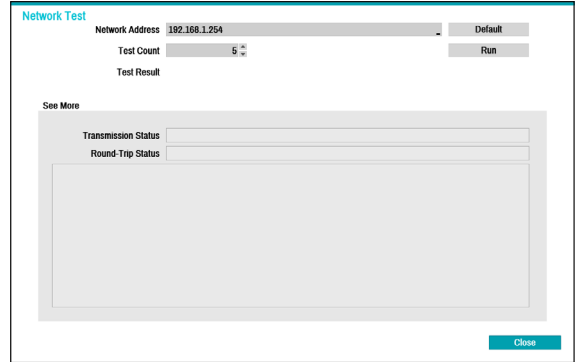 Network Test
Network Address 192.168.1.254 Default
Test Count 5 Run
Test Result
See More
Transmission Status
Round-Trip Status
Close